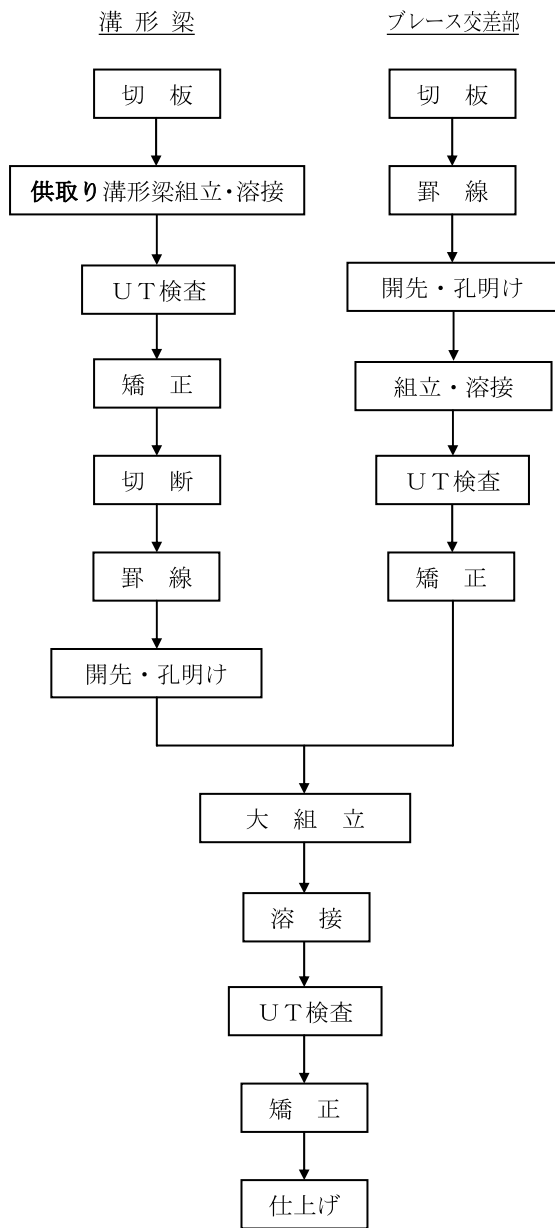 溝 形 梁
切　板
供取り溝形梁組立・溶接
ＵＴ検査
矯　正
切　断
罫　線
開先・孔明け
ブレース交差部
切　板
罫　線
開先・孔明け
組立・溶接
ＵＴ検査
矯　正
大　組　立
溶　接
ＵＴ検査
矯　正
仕上げ